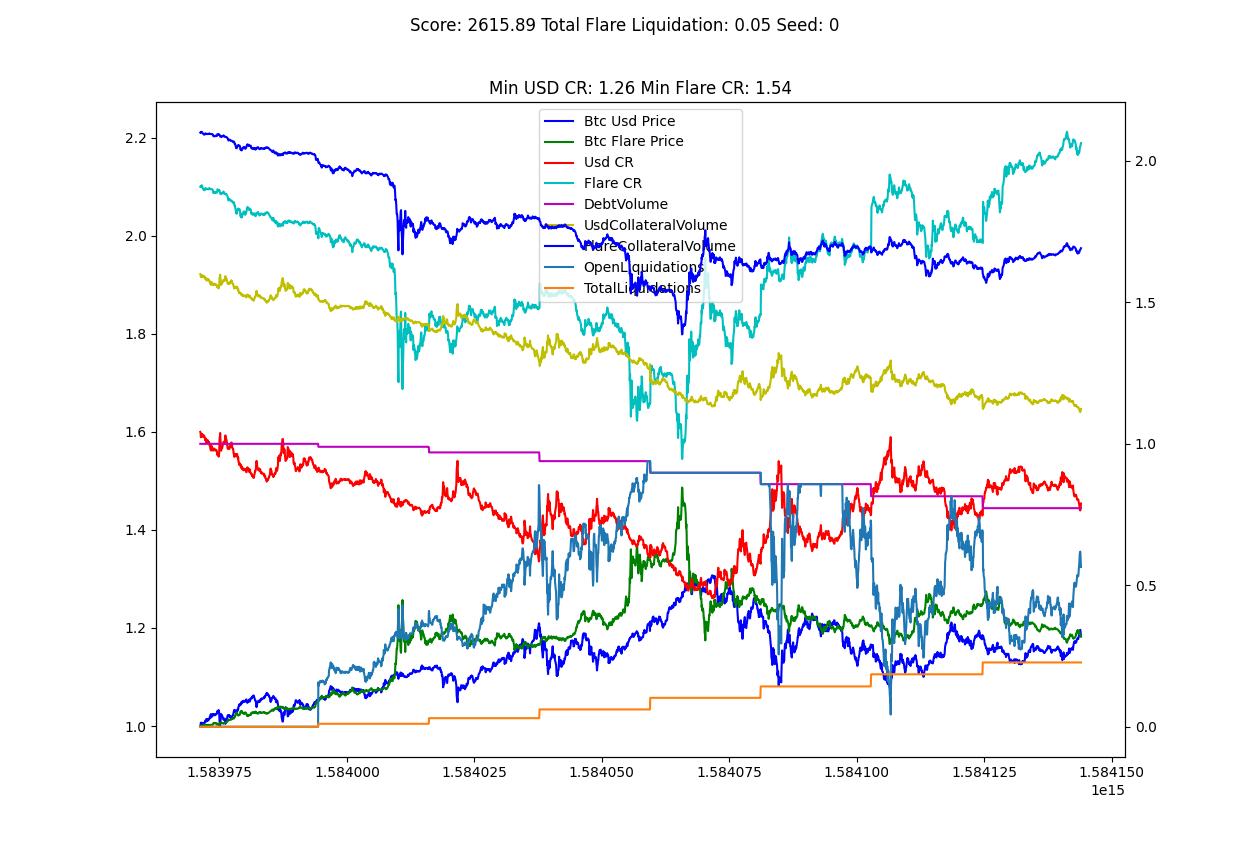 Score: 2615.89 Total Flare Liquidation: 0.05 Seed: 0
Min USD CR: 1.26 Min Flare CR: 1.54
Btc Usd Price
Btc Flare Price
Usd CR
Flare CR
DebtVolume
UsdCollateralVolume
FlareCollateralVolume
OpenLiquidations
TotalLiquidations
2.2
2.0
1.8
1.6
1.4
1.2
1.0
2.0
1.5
1.0
0.5
0.0
1.583975
1.584000
1.584025
1.584050
1.584075
1.584100
1.584125
1.584150
1e15